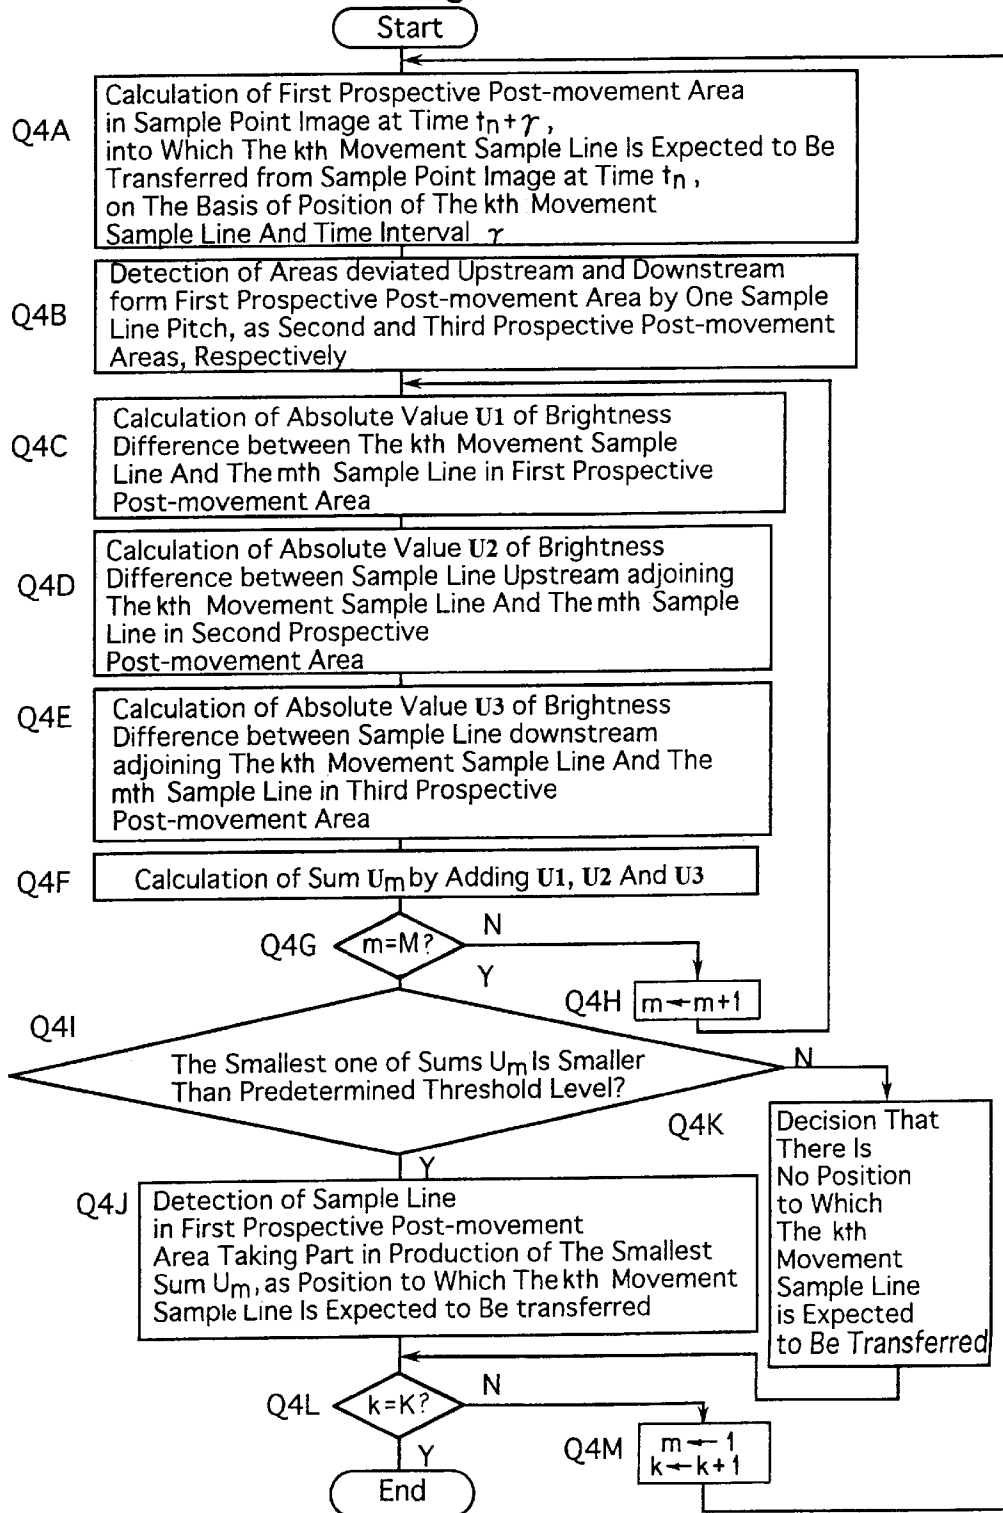 Start
Q4A
Calculation of First Prospective Post-movement Area
in Sample Point Image at Time tn+γ,
into Which The kth Movement Sample Line Is Expected to Be
Transferred from Sample Point Image at Time tn,
on The Basis of Position of The kth Movement
Sample Line And Time Interval γ
Q4B
Detection of Areas deviated Upstream and Downstream
form First Prospective Post-movement Area by One Sample
Line Pitch, as Second and Third Prospective Post-movement
Areas, Respectively
Q4C
Calculation of Absolute Value U1 of Brightness
Difference between The kth Movement Sample
Line And The mth Sample Line in First Prospective
Post-movement Area
Q4D
Calculation of Absolute Value U2 of Brightness
Difference between Sample Line Upstream adjoining
The kth Movement Sample Line And The mth Sample
Line in Second Prospective
Post-movement Area
Q4E
Calculation of Absolute Value U3 of Brightness
Difference between Sample Line downstream
adjoining The kth Movement Sample Line And The
mth Sample Line in Third Prospective
Post-movement Area
Q4F
Calculation of Sum Um by Adding U1, U2 And U3
Q4G
m=M?
N
Y
Q4H
m←m+1
Q4I
The Smallest one of Sums Um Is Smaller
Than Predetermined Threshold Level?
N
Y
Q4K
Decision That
There Is
No Position
to Which
The kth
Movement
Sample Line
is Expected
to Be Transferred
Q4J
Detection of Sample Line
in First Prospective Post-movement
Area Taking Part in Production of The Smallest
Sum Um, as Position to Which The kth Movement
Sample Line Is Expected to Be transferred
Q4L
k=K?
N
Y
Q4M
m←1
k←k+1
End